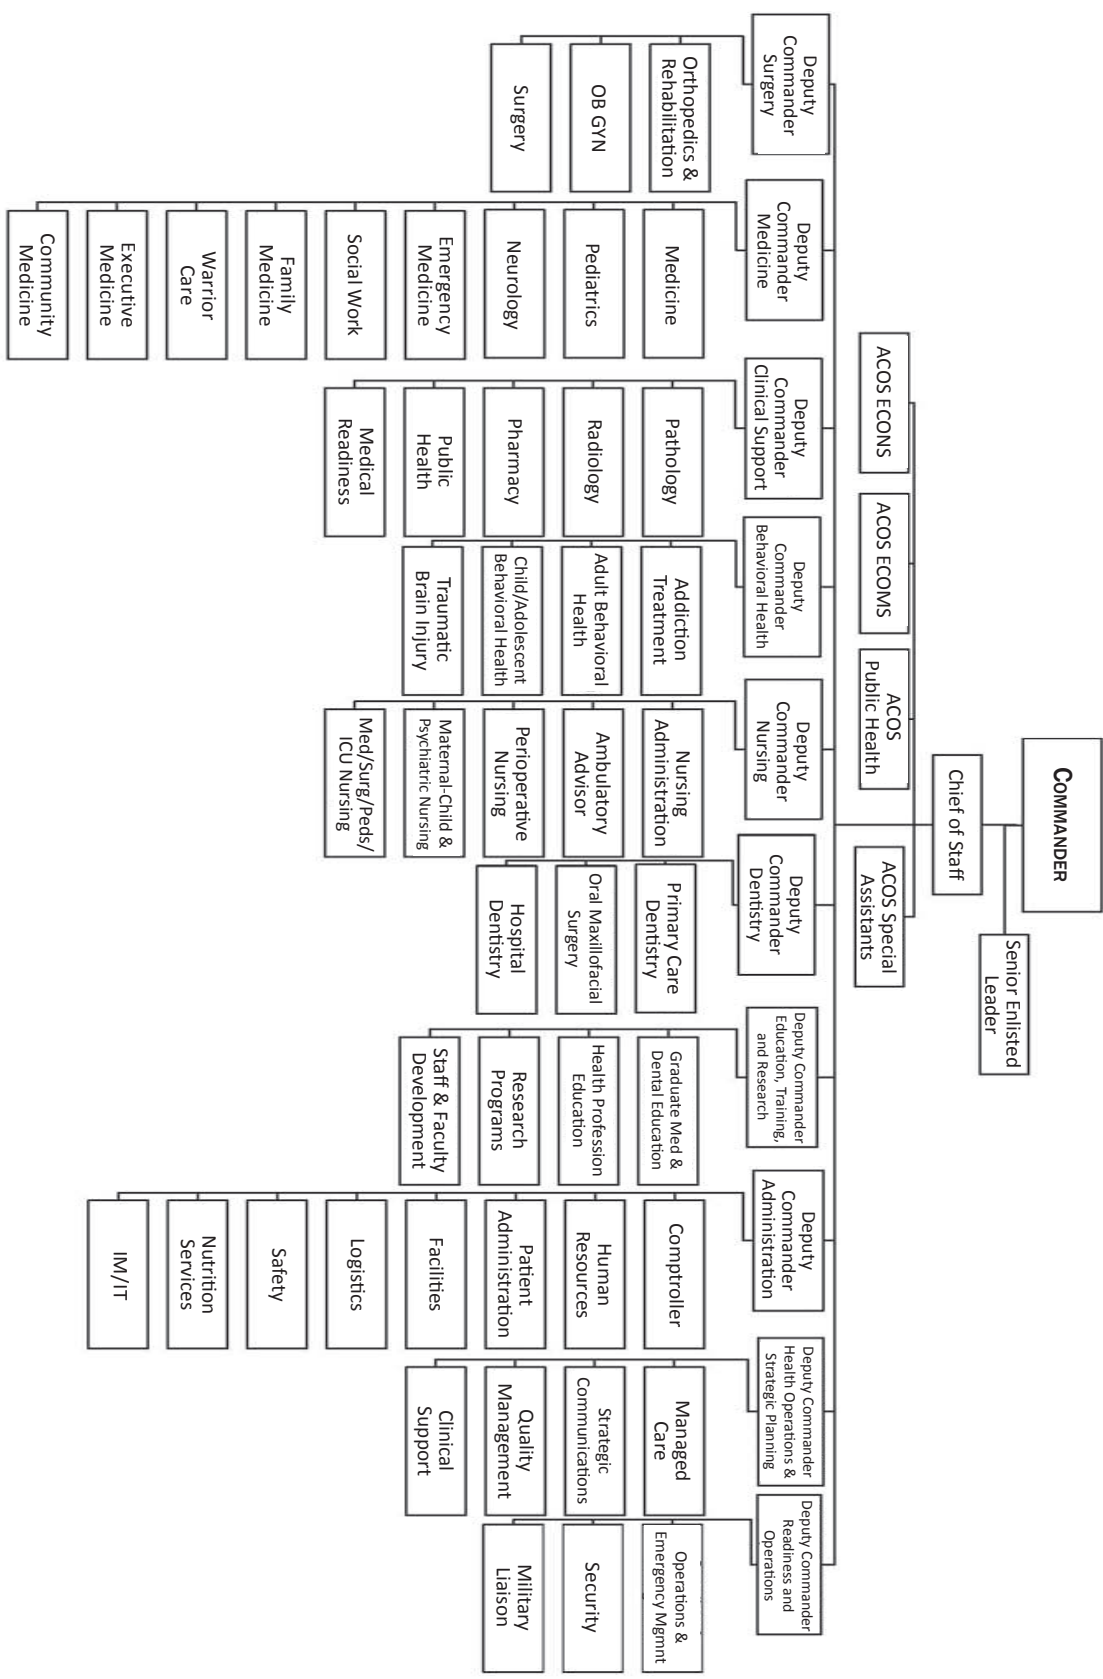 COMMANDER
Senior Enlisted
Leader
Chief of Staff
ACOS ECONS
ACOS ECOMS
ACOS
Public Health
ACOS Special
Assistants
Deputy
Commander
Surgery
Orthopedics &
Rehabilitation
OB GYN
Surgery
Deputy
Commander
Medicine
Medicine
Pediatrics
Neurology
Emergency
Medicine
Social Work
Family
Medicine
Warrior
Care
Executive
Medicine
Community
Medicine
Deputy
Commander
Clinical Support
Pathology
Radiology
Pharmacy
Public
Health
Medical
Readiness
Deputy
Commander
Behavioral Health
Addiction
Treatment
Adult Behavioral
Health
Child/Adolescent
Behavioral Health
Traumatic
Brain Injury
Deputy
Commander
Nursing
Nursing
Administration
Ambulatory
Advisor
Perioperative
Nursing
Maternal-Child &
Psychiatric Nursing
Med/Surg/Peds/
ICU Nursing
Deputy
Commander
Dentistry
Primary Care
Dentistry
Oral Maxillofacial
Surgery
Hospital
Dentistry
Deputy Commander
Education, Training,
and Research
Graduate Med &
Dental Education
Health Profession
Education
Research
Programs
Staff & Faculty
Development
Deputy
Commander
Administration
Comptroller
Human
Resources
Patient
Administration
Facilities
Logistics
Safety
Nutrition
Services
IM/IT
Deputy Commander
Health Operations &
Strategic Planning
Managed
Care
Strategic
Communications
Quality
Management
Clinical
Support
Deputy Commander
Readiness and
Operations
Operations &
Emergency Mgmnt
Security
Military
Liaison